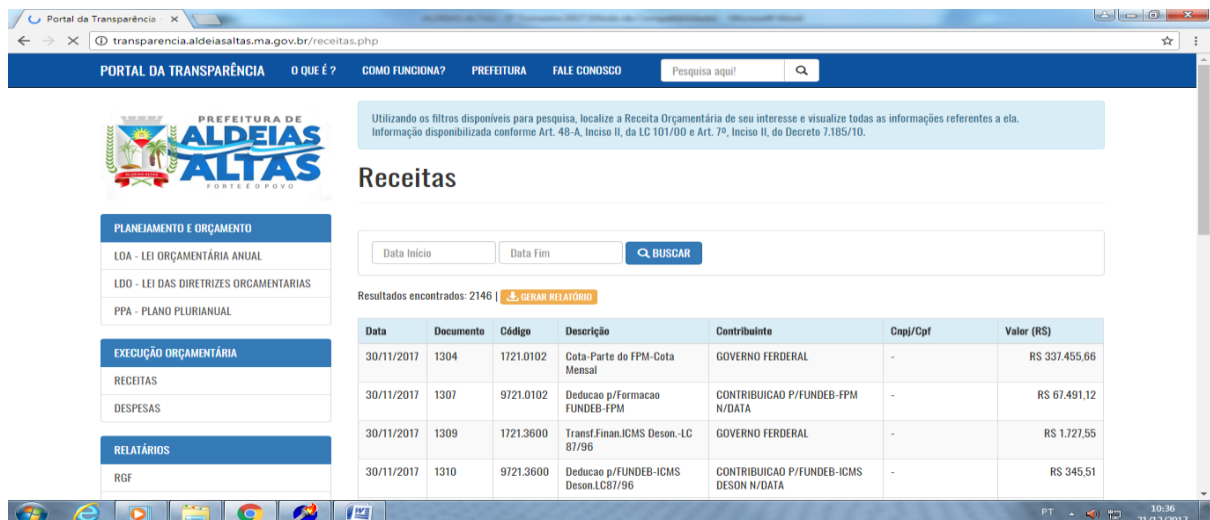 Portal da Transparência
transparencia.aldeiasaltas.ma.gov.br/receitas.php
PORTAL DA TRANSPARÊNCIA O QUE É ? COMO FUNCIONA? PREFEITURA FALE CONOSCO Pesquisa aqui!
PREFEITURA DE
ALDEIAS
ALTAS
FORTE É O POVO
Utilizando os filtros disponíveis para pesquisa, localize a Receita Orçamentária de seu interesse e visualize todas as informações referentes a ela.
Informação disponibilizada conforme Art. 48-A, Inciso II, da LC 101/00 e Art. 7º, Inciso II, do Decreto 7.185/10.
Receitas
PLANEJAMENTO E ORÇAMENTO
LOA - LEI ORÇAMENTÁRIA ANUAL
LDO - LEI DAS DIRETRIZES ORCAMENTARIAS
PPA - PLANO PLURIANUAL
EXECUÇÃO ORÇAMENTÁRIA
RECEITAS
DESPESAS
RELATÁRIOS
RGF
Data Início Data Fim BUSCAR
Resultados encontrados: 2146 | GERAR RELATÓRIO
Data Documento Código Descrição Contribuinte Cnpj/Cpf Valor (R$)
30/11/2017 1304 1721.0102 Cota-Parte do FPM-Cota GOVERNO FERDERAL - R$ 337.455,66
Mensal
30/11/2017 1307 9721.0102 Deducao p/Formacao CONTRIBUICAO P/FUNDEB-FPM - R$ 67.491,12
FUNDEB-FPM N/DATA
30/11/2017 1309 1721.3600 Transf.Finan.ICMS Deson.-LC GOVERNO FERDERAL - R$ 1.727,55
87/96
30/11/2017 1310 9721.3600 Deducao p/FUNDEB-ICMS CONTRIBUICAO P/FUNDEB-ICMS - R$ 345,51
Deson.LC87/96 DESON N/DATA
PT 10:36
21/12/2017